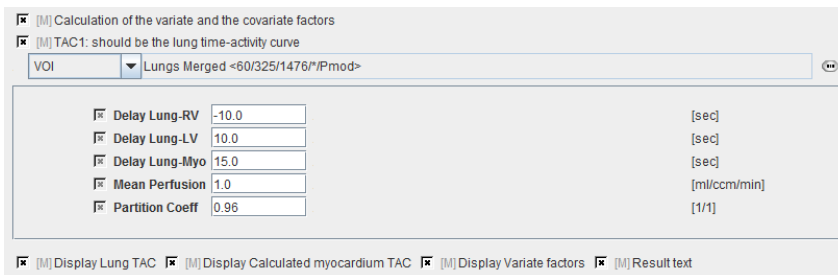 [M] Calculation of the variate and the covariate factors
[M] TAC1: should be the lung time-activity curve
VOI Lungs Merged <60/325/1476/*/Pmod>
Delay Lung-RV -10.0 [sec]
Delay Lung-LV 10.0 [sec]
Delay Lung-Myo 15.0 [sec]
Mean Perfusion 1.0 [ml/ccm/min]
Partition Coeff 0.96 [1/1]
[M] Display Lung TAC [M] Display Calculated myocardium TAC [M] Display Variate factors [M] Result text